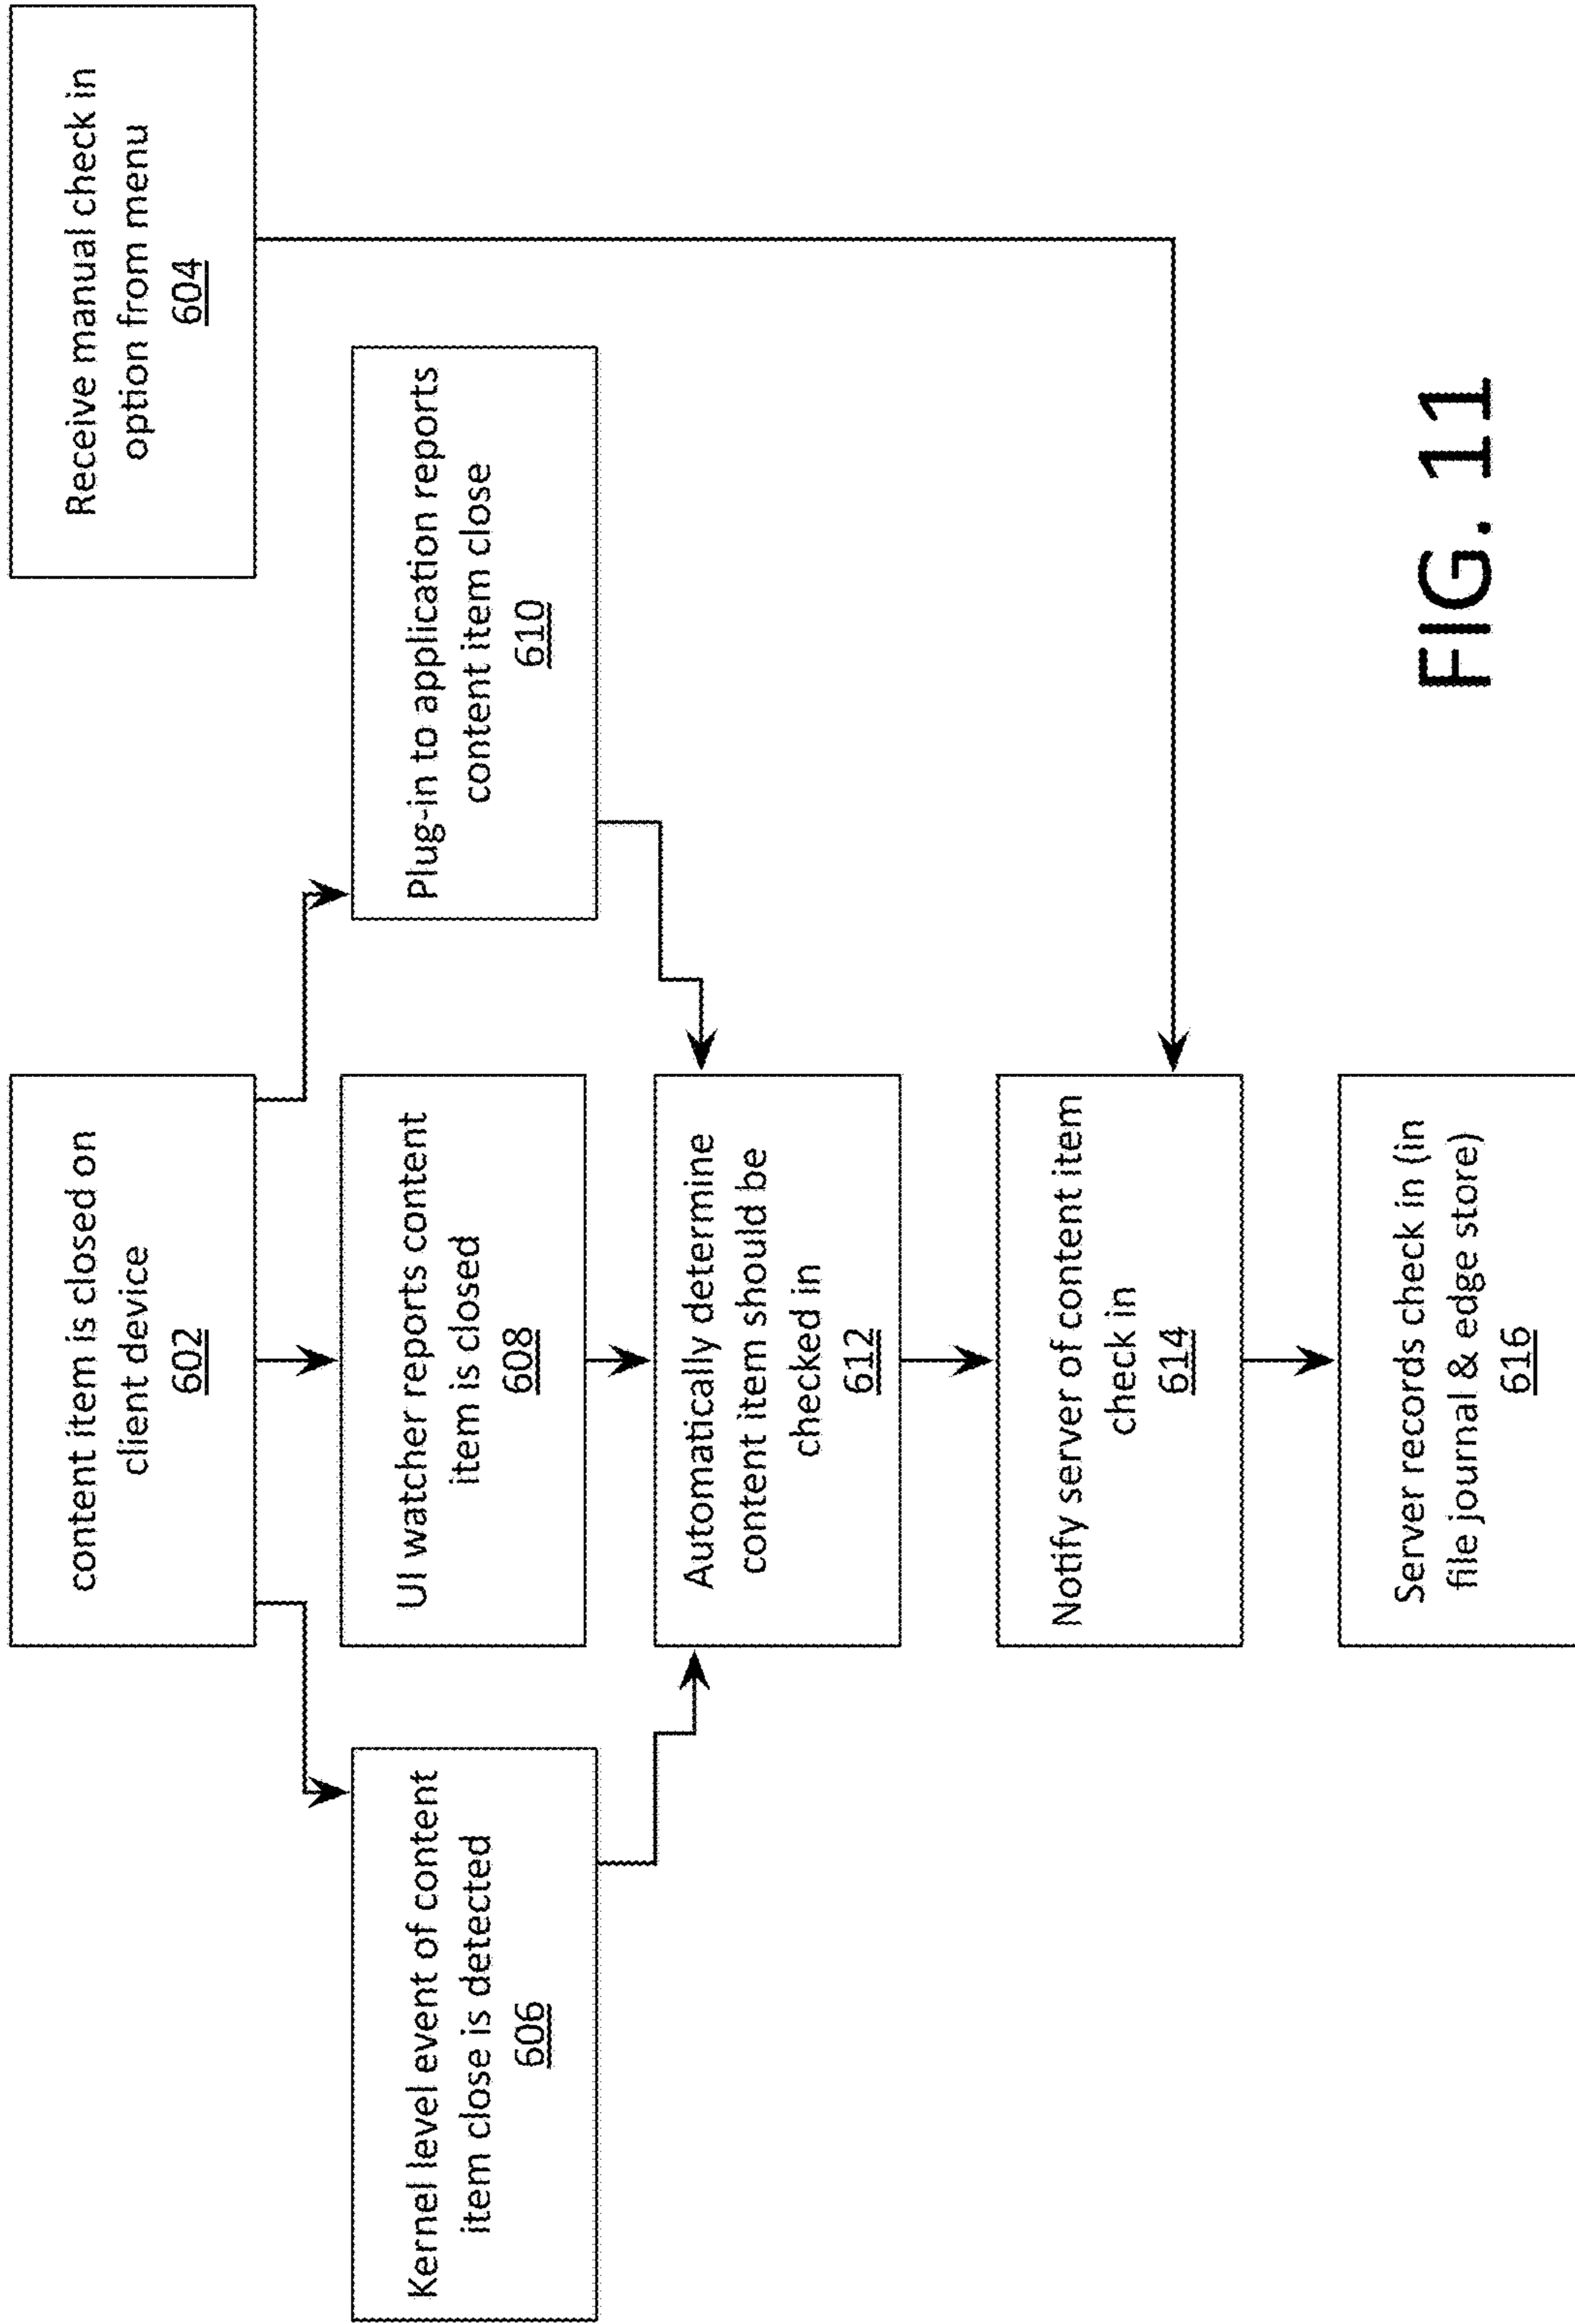 content item is closed on
client device
602
Receive manual check in
option from menu
604
Kernel level event of content
item close is detected
606
UI watcher reports content
item is closed
608
Plug-in to application reports
content item close
610
Automatically determine
content item should be
checked in
612
Notify server of content item
check in
614
Server records check in (in
file journal & edge store)
616
FIG. 11